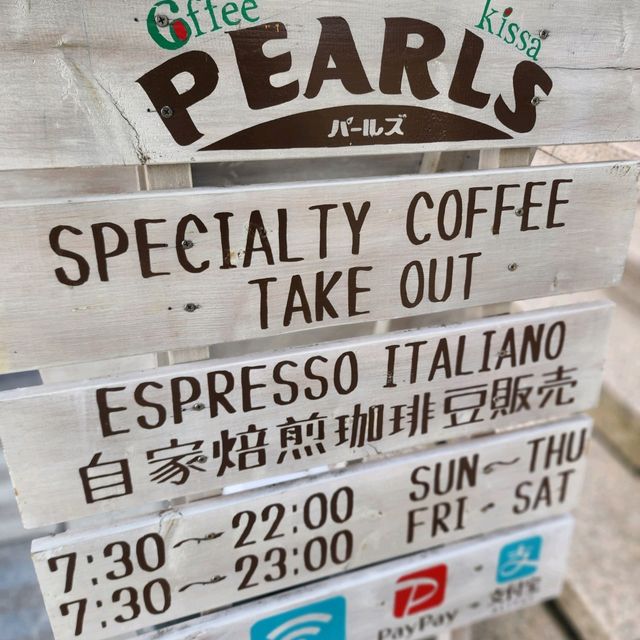 Coffee kissa
PEARLS
パールズ
SPECIALTY COFFEE
TAKE OUT
ESPRESSO ITALIANO
自家焙煎珈琲豆販売
7:30～22:00 SUN～THU
7:30～23:00 FRI・SAT
PayPay 支付宝